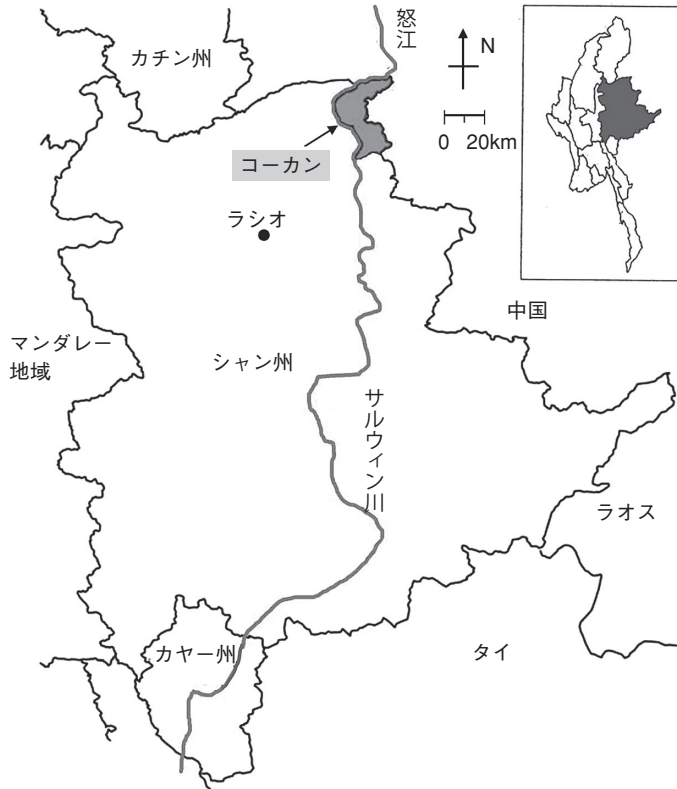 怒江
カチン州
N
0 20km
コーカン
ラシオ
中国
マンダレー
地域
シャン州
サルウィン川
ラオス
カヤー州
タイ